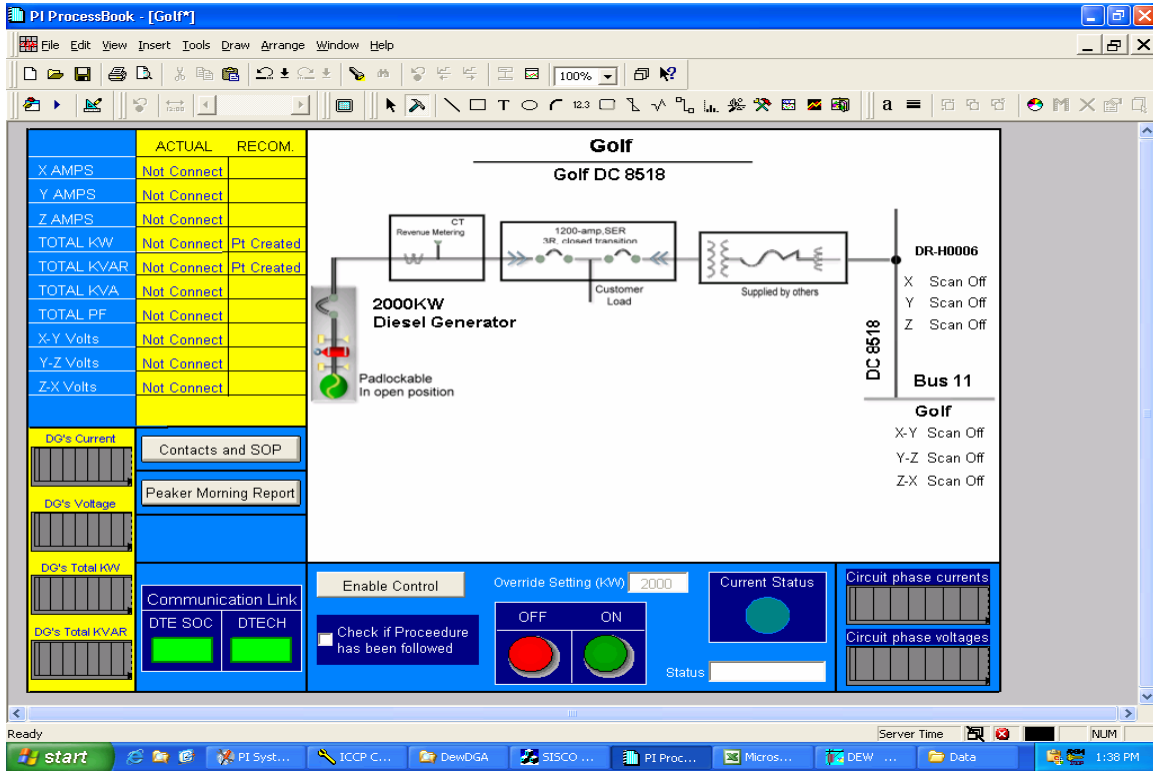 PI ProcessBook - [Golf*]
File Edit View Insert Tools Draw Arrange Window Help
100%
12.3
a
ACTUAL RECOM.
X AMPS Not Connect
Y AMPS Not Connect
Z AMPS Not Connect
TOTAL KW Not Connect Pt Created
TOTAL KVAR Not Connect Pt Created
TOTAL KVA Not Connect
TOTAL PF Not Connect
X-Y Volts Not Connect
Y-Z Volts Not Connect
Z-X Volts Not Connect
Golf
Golf DC 8518
CT
Revenue Metering
1200-amp,SER
3R, closed transition
Customer
Load
Supplied by others
DR-H0006
X Scan Off
Y Scan Off
Z Scan Off
2000KW
Diesel Generator
Padlockable
In open position
DC 8518
Bus 11
Golf
X-Y Scan Off
Y-Z Scan Off
Z-X Scan Off
DG's Current
DG's Voltage
DG's Total KW
DG's Total KVAR
Contacts and SOP
Peaker Morning Report
Communication Link
DTE SOC DTECH
Enable Control
Check if Proceedure
has been followed
Override Setting (KW) 2000
OFF ON
Current Status
Status
Circuit phase currents
Circuit phase voltages
Ready Server Time NUM
start PI Syst... ICCP C... DewDGA SISCO ... PI Proc... Micros... DEW ... Data 1:38 PM